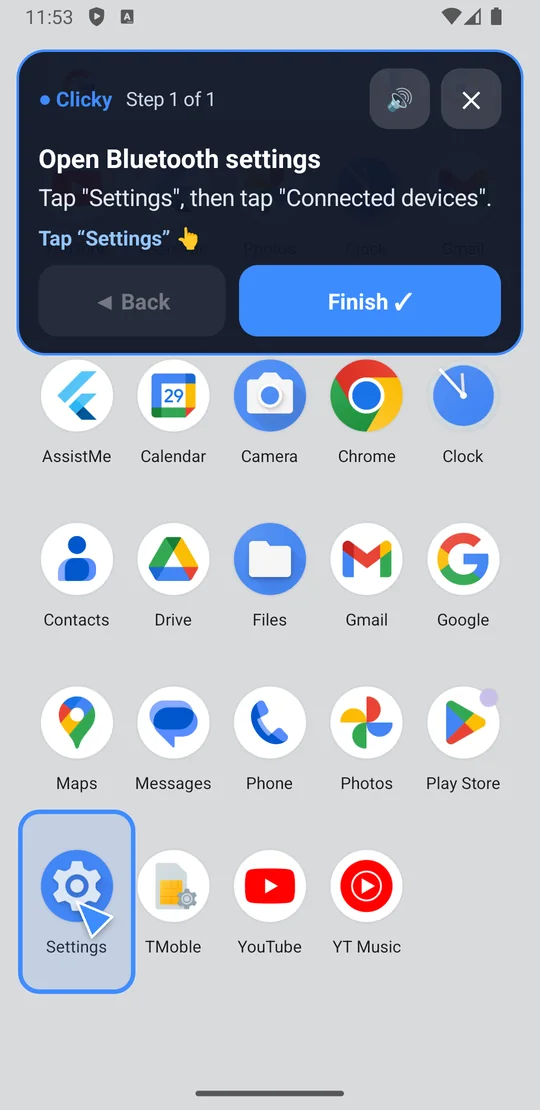 11:53
Clicky Step 1 of 1
Open Bluetooth settings
Tap "Settings", then tap "Connected devices".
Tap “Settings” 👆
◀ Back
Finish ✓
AssistMe
Calendar
Camera
Chrome
Clock
29
Contacts
Drive
Files
Gmail
Google
Maps
Messages
Phone
Photos
Play Store
Settings
TMoble
YouTube
YT Music